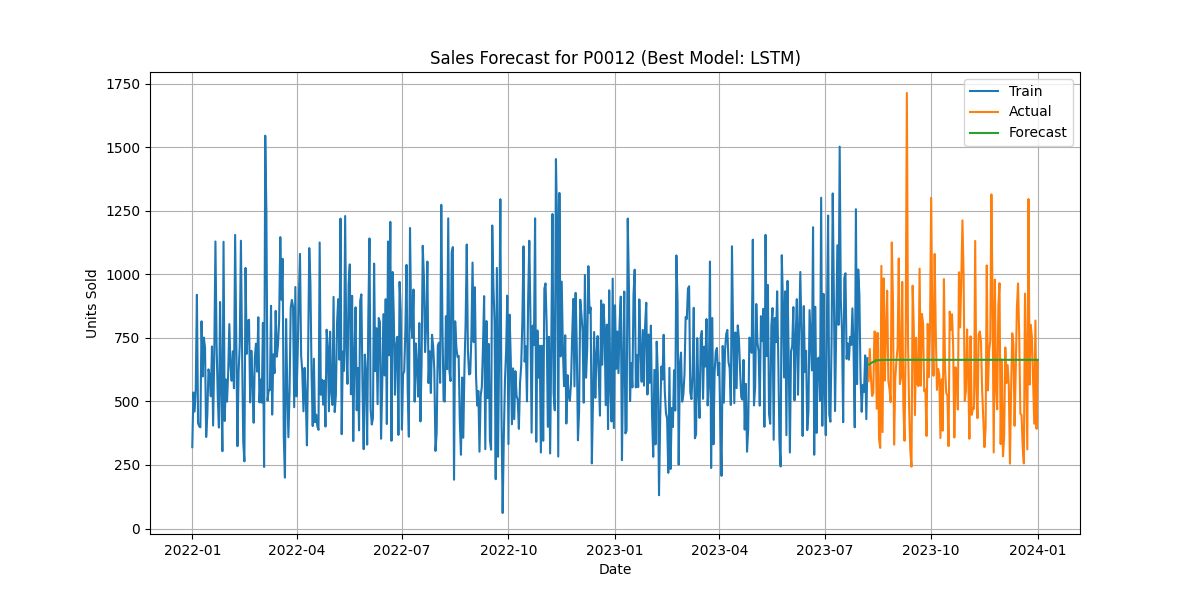 Sales Forecast for P0012 (Best Model: LSTM)
Train
Actual
Forecast
Units Sold
1750
1500
1250
1000
750
500
250
0
2022-01 2022-04 2022-07 2022-10 2023-01 2023-04 2023-07 2023-10 2024-01
Date